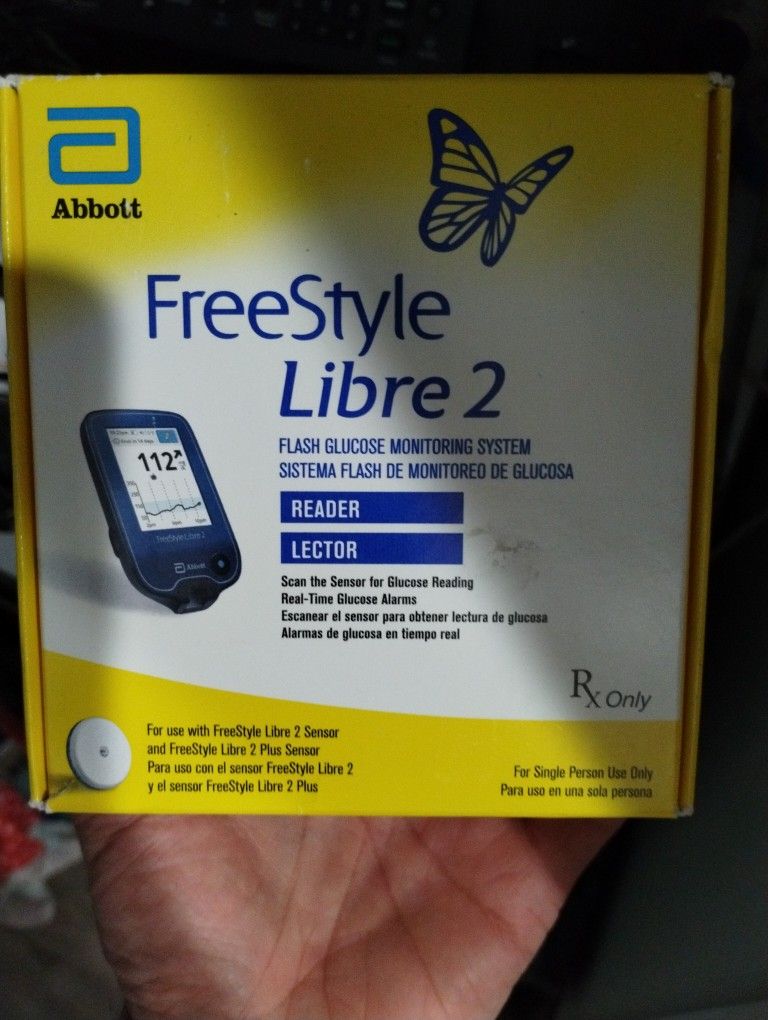 Abbott
FreeStyle
Libre 2
FLASH GLUCOSE MONITORING SYSTEM
SISTEMA FLASH DE MONITOREO DE GLUCOSA
READER
LECTOR
Scan the Sensor for Glucose Reading
Real-Time Glucose Alarms
Escanear el sensor para obtener lectura de glucosa
Alarmas de glucosa en tiempo real
112
FreeStyle Libre 2
Abbott
Rx Only
For use with FreeStyle Libre 2 Sensor
and FreeStyle Libre 2 Plus Sensor
Para uso con el sensor FreeStyle Libre 2
y el sensor FreeStyle Libre 2 Plus
For Single Person Use Only
Para uso en una sola persona